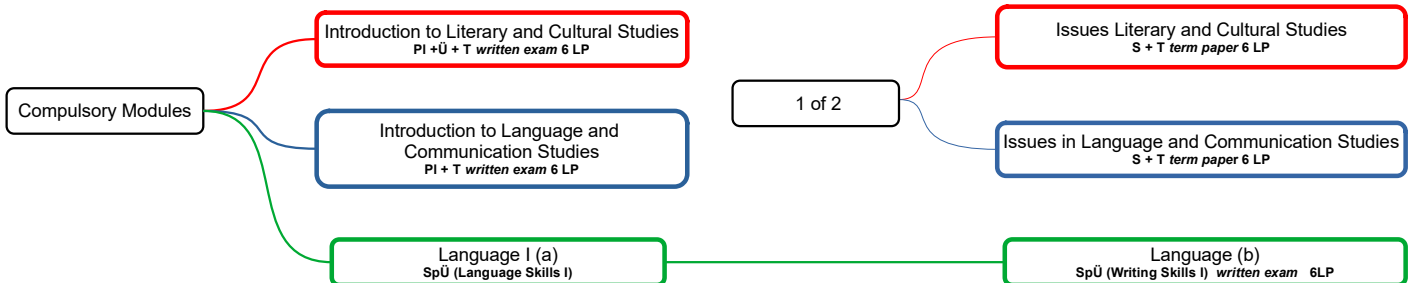 Introduction to Literary and Cultural Studies
PI +Ü + T written exam 6 LP
Issues Literary and Cultural Studies
S + T term paper 6 LP
Compulsory Modules
1 of 2
Introduction to Language and
Communication Studies
PI + T written exam 6 LP
Issues in Language and Communication Studies
S + T term paper 6 LP
Language I (a)
SpÜ (Language Skills I)
Language (b)
SpÜ (Writing Skills I) written exam 6LP